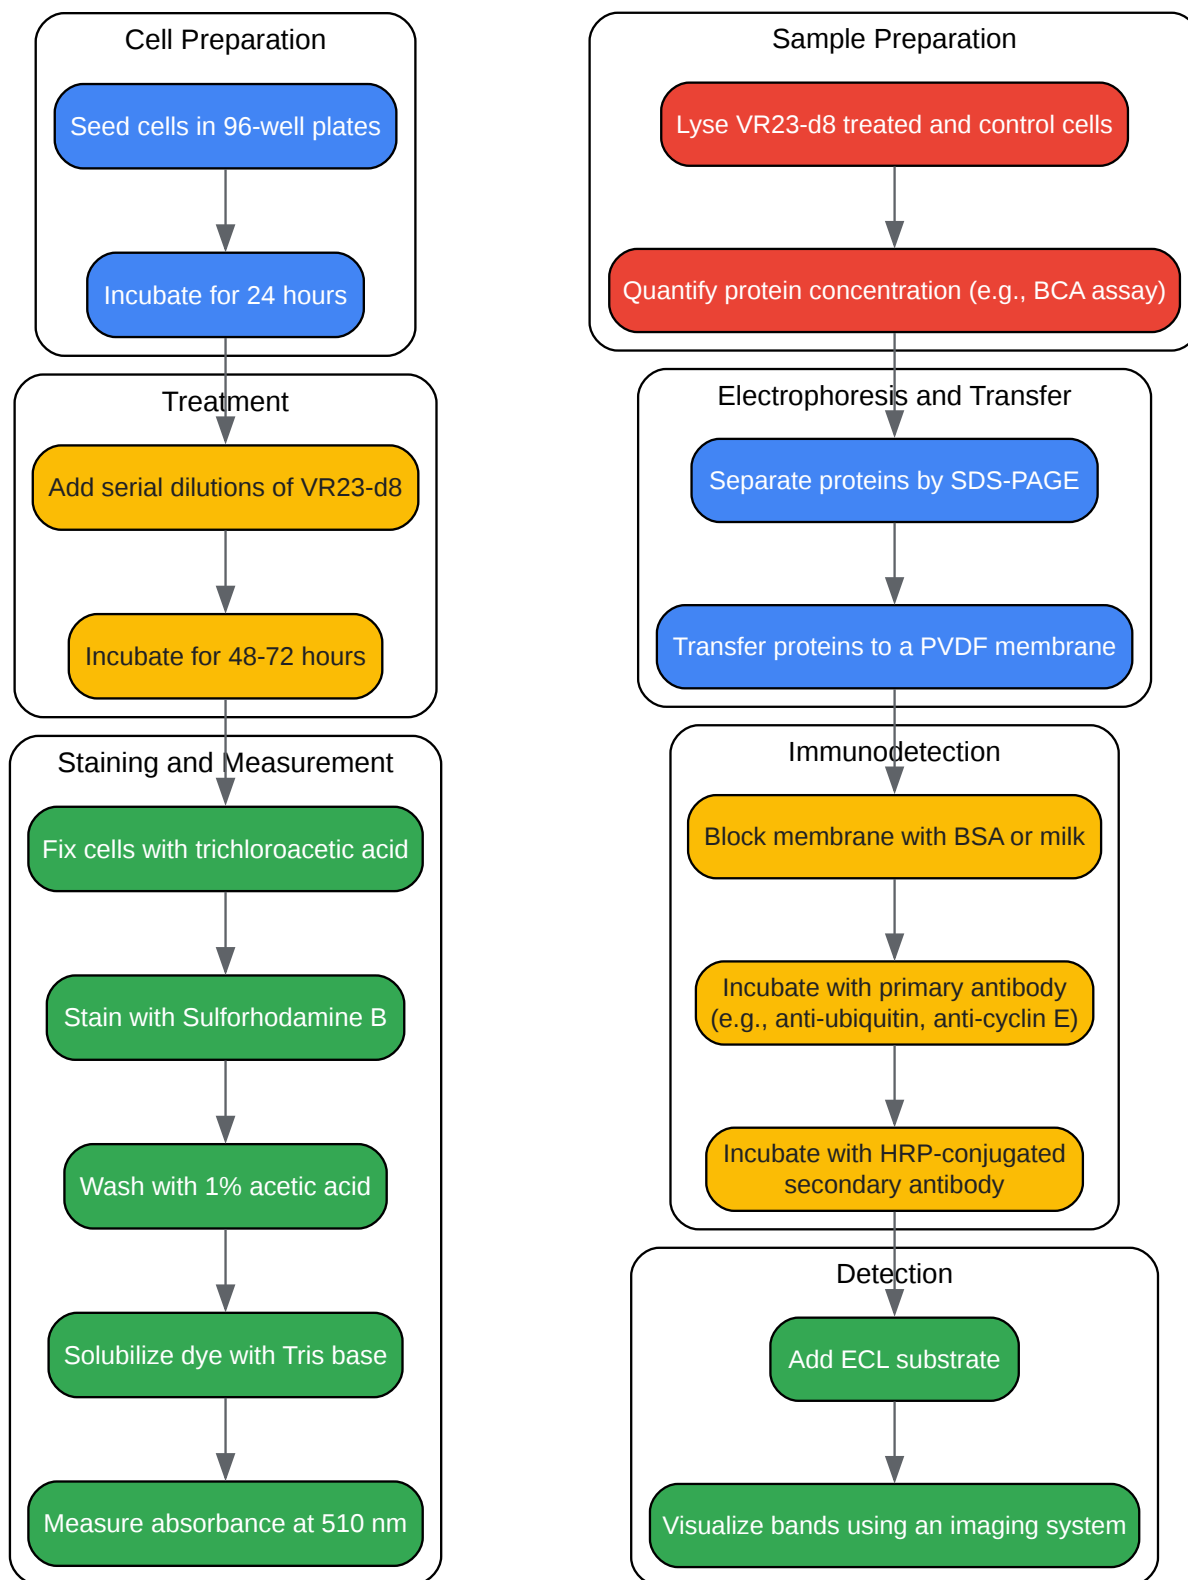 Cell Preparation
Seed cells in 96-well plates
Incubate for 24 hours
Treatment
Add serial dilutions of VR23-d8
Incubate for 48-72 hours
Staining and Measurement
Fix cells with trichloroacetic acid
Stain with Sulforhodamine B
Wash with 1% acetic acid
Solubilize dye with Tris base
Measure absorbance at 510 nm
Sample Preparation
Lyse VR23-d8 treated and control cells
Quantify protein concentration (e.g., BCA assay)
Electrophoresis and Transfer
Separate proteins by SDS-PAGE
Transfer proteins to a PVDF membrane
Immunodetection
Block membrane with BSA or milk
Incubate with primary antibody
(e.g., anti-ubiquitin, anti-cyclin E)
Incubate with HRP-conjugated
secondary antibody
Detection
Add ECL substrate
Visualize bands using an imaging system